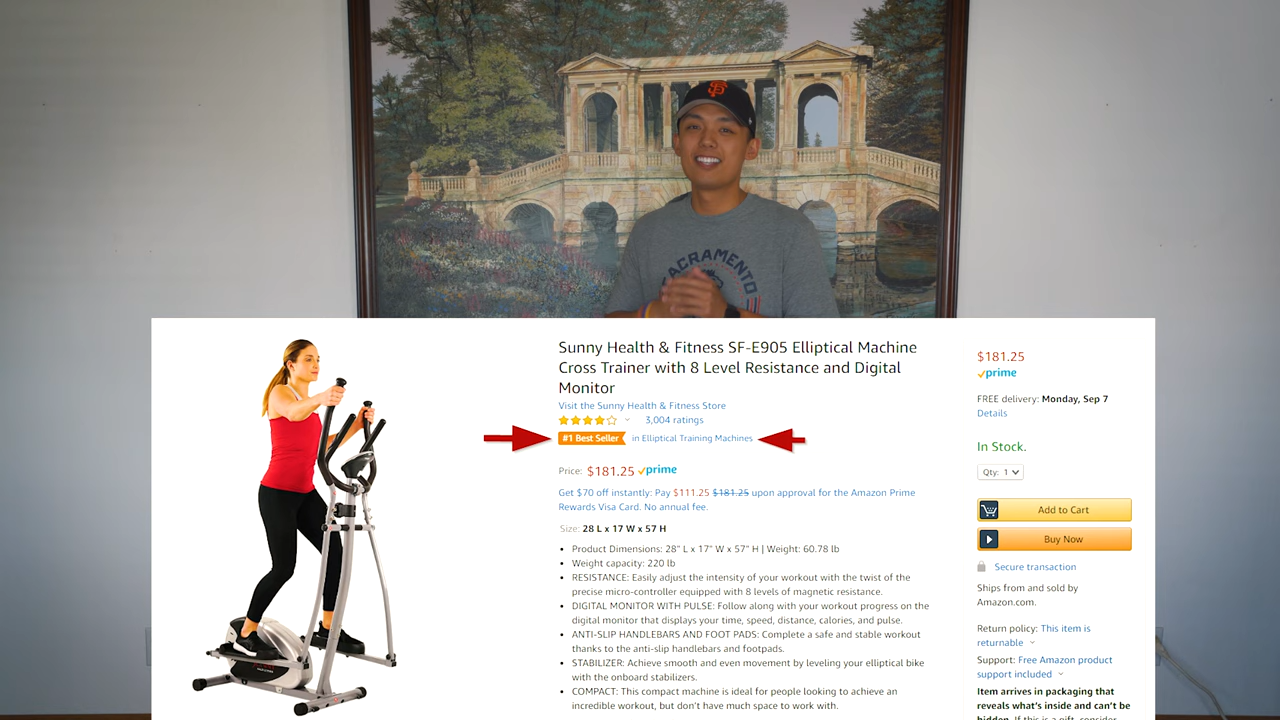 SF
SACRAMENTO
Sunny Health & Fitness SF-E905 Elliptical Machine
Cross Trainer with 8 Level Resistance and Digital
Monitor
Visit the Sunny Health & Fitness Store
3,004 ratings
#1 Best Seller in Elliptical Training Machines
Price: $181.25 prime
Get $70 off instantly: Pay $111.25 $181.25 upon approval for the Amazon Prime
Rewards Visa Card. No annual fee.
Size: 28 L x 17 W x 57 H
• Product Dimensions: 28" L x 17" W x 57" H | Weight: 60.78 lb
• Weight capacity: 220 lb
• RESISTANCE: Easily adjust the intensity of your workout with the twist of the
precise micro-controller equipped with 8 levels of magnetic resistance.
• DIGITAL MONITOR WITH PULSE: Follow along with your workout progress on the
digital monitor that displays your time, speed, distance, calories, and pulse.
• ANTI-SLIP HANDLEBARS AND FOOT PADS: Complete a safe and stable workout
thanks to the anti-slip handlebars and footpads.
• STABILIZER: Achieve smooth and even movement by leveling your elliptical bike
with the onboard stabilizers.
• COMPACT: This compact machine is ideal for people looking to achieve an
incredible workout, but don't have much space to work with.
$181.25
prime
FREE delivery: Monday, Sep 7
Details
In Stock.
Qty: 1
Add to Cart
Buy Now
Secure transaction
Ships from and sold by
Amazon.com.
Return policy: This item is
returnable
Support: Free Amazon product
support included
Item arrives in packaging that
reveals what's inside and can't be
hidden. If this is a gift, consider